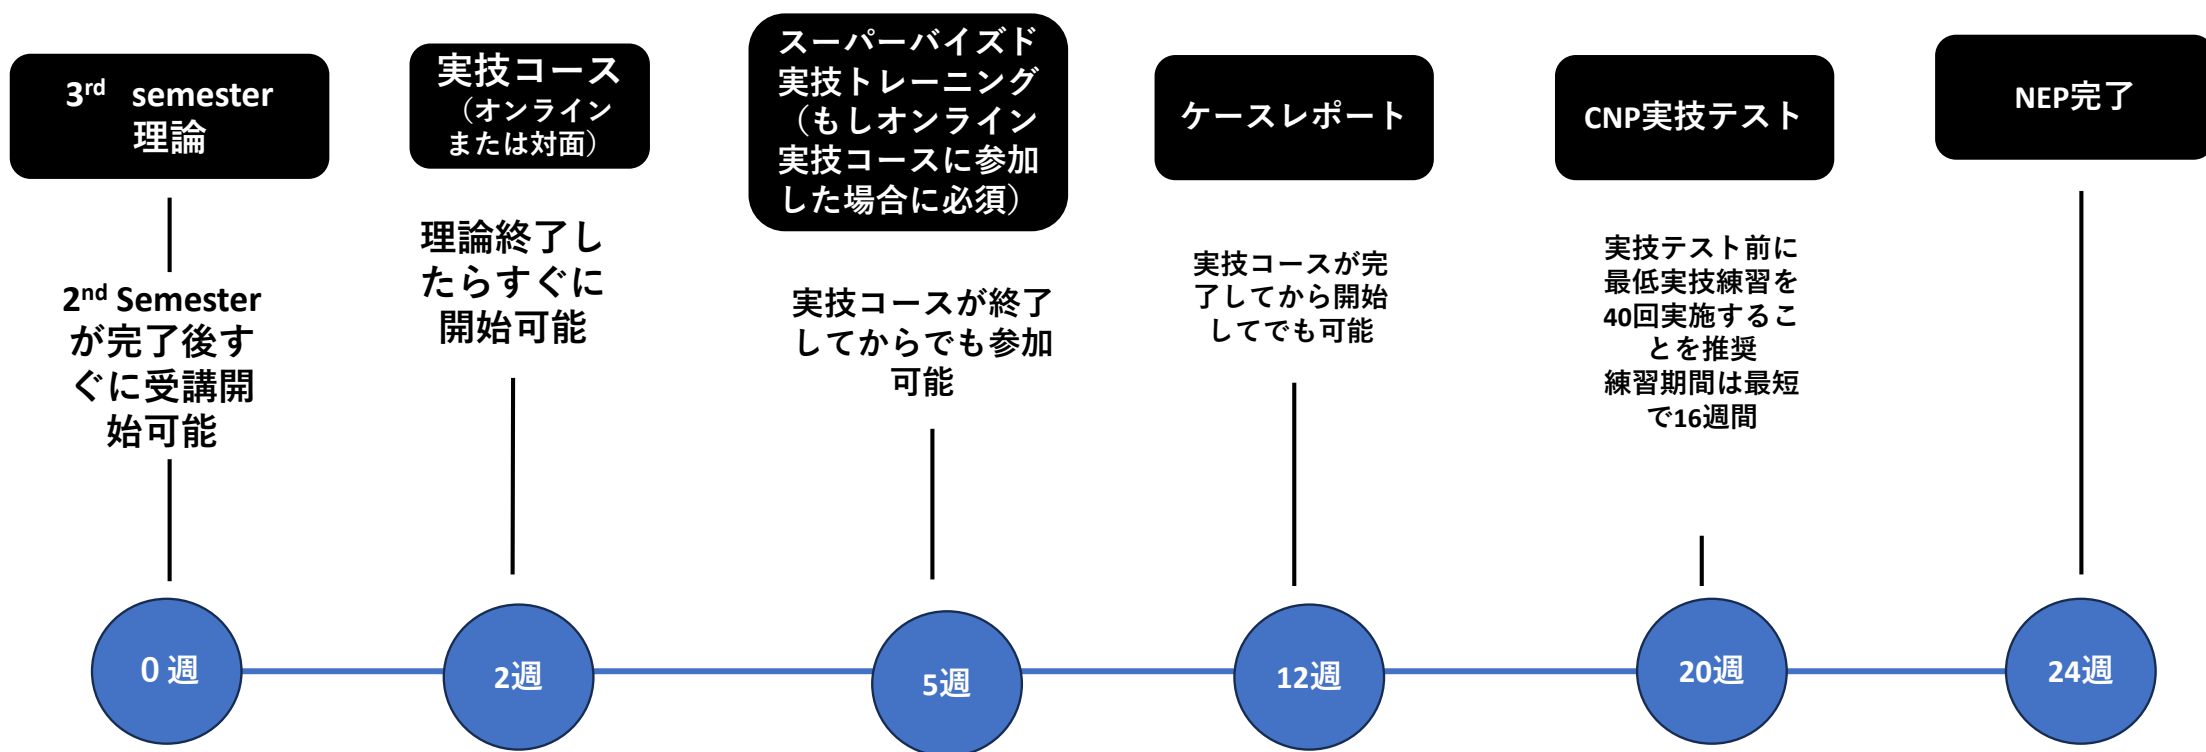 3rd semester
理論
2nd Semester
が完了後す
ぐに受講開
始可能
0 週
実技コース
（オンライン
または対面）
理論終了し
たらすぐに
開始可能
2週
スーパーバイズド
実技トレーニング
（もしオンライン
実技コースに参加
した場合に必須）
実技コースが終了
してからでも参加
可能
5週
ケースレポート
実技コースが完
了してから開始
してでも可能
12週
CNP実技テスト
実技テスト前に
最低実技練習を
40回実施するこ
とを推奨
練習期間は最短
で16週間
20週
NEP完了
24週